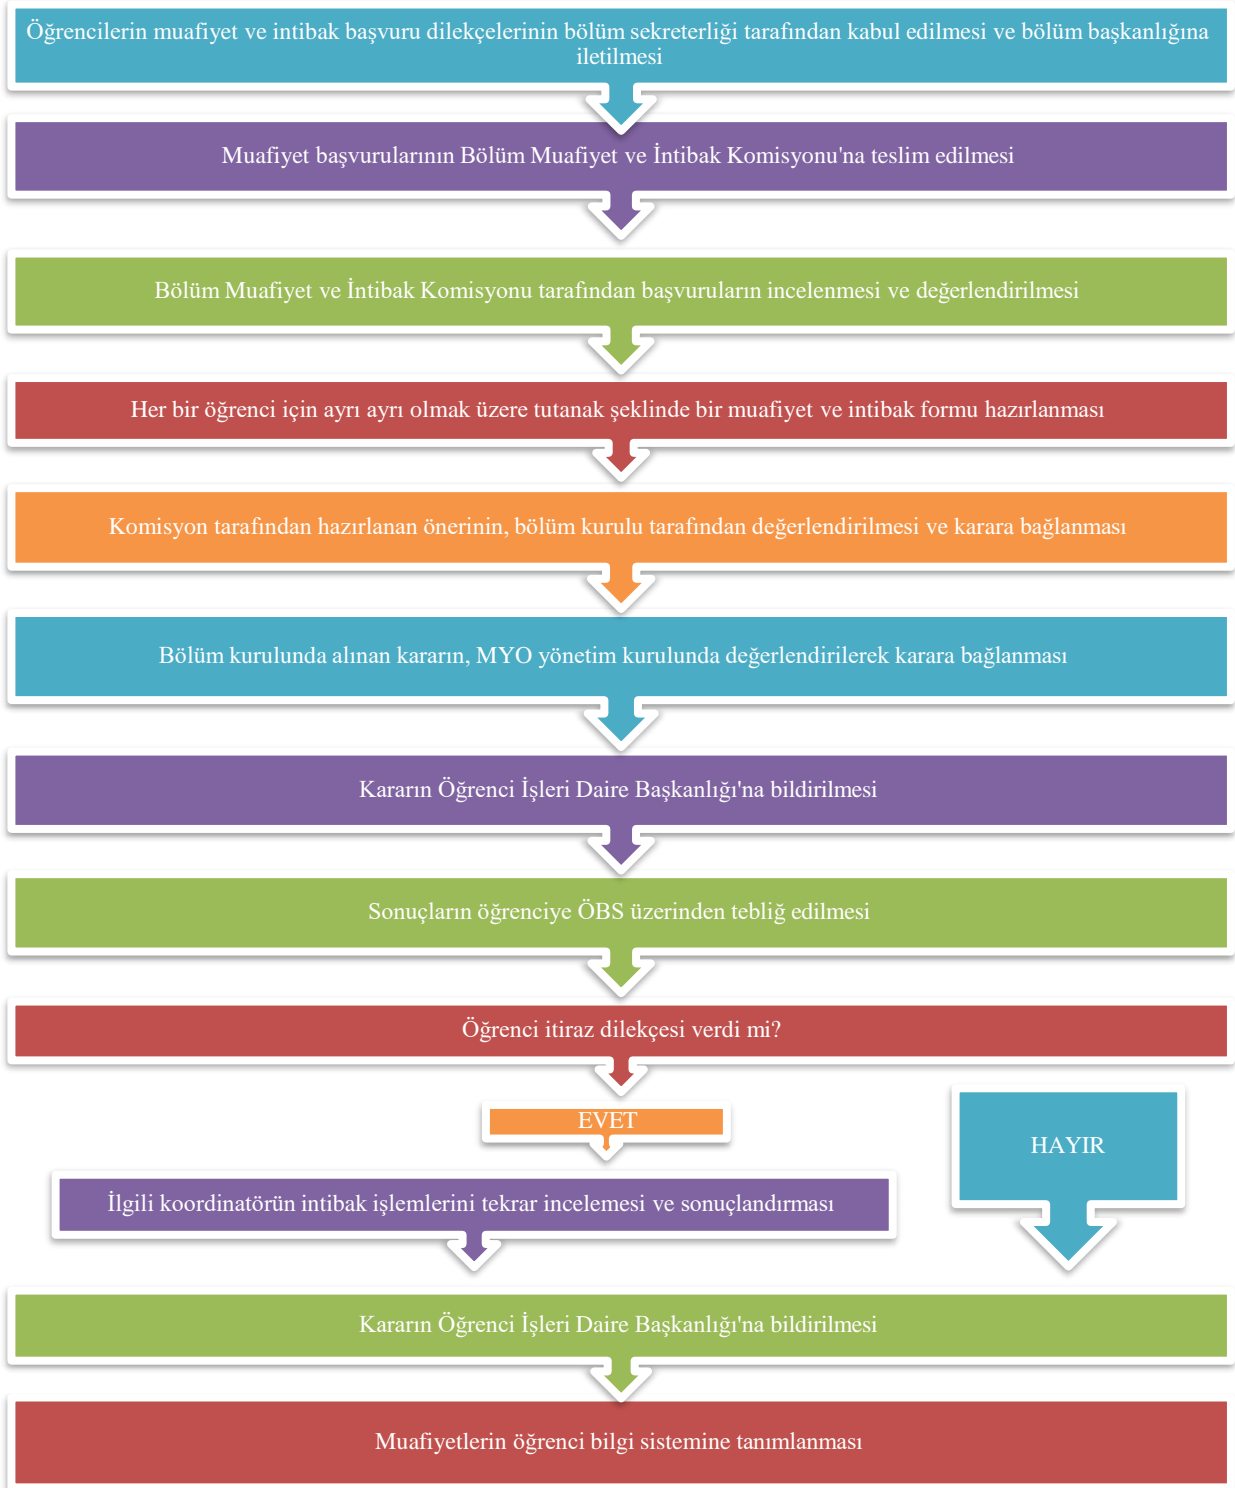 Öğrencilerin muafiyet ve intibak başvuru dilekçelerinin bölüm sekreterliği tarafından kabul edilmesi ve bölüm başkanlığına
iletilmesi
Muafiyet başvurularının Bölüm Muafiyet ve İntibak Komisyonu'na teslim edilmesi
Bölüm Muafiyet ve İntibak Komisyonu tarafından başvuruların incelenmesi ve değerlendirilmesi
Her bir öğrenci için ayrı ayrı olmak üzere tutanak şeklinde bir muafiyet ve intibak formu hazırlanması
Komisyon tarafından hazırlanan önerinin, bölüm kurulu tarafından değerlendirilmesi ve karara bağlanması
Bölüm kurulunda alınan kararın, MYO yönetim kurulunda değerlendirilerek karara bağlanması
Kararın Öğrenci İşleri Daire Başkanlığı'na bildirilmesi
Sonuçların öğrenciye ÖBS üzerinden tebliğ edilmesi
Öğrenci itiraz dilekçesi verdi mi?
EVET
HAYIR
İlgili koordinatörün intibak işlemlerini tekrar incelemesi ve sonuçlandırması
Kararın Öğrenci İşleri Daire Başkanlığı'na bildirilmesi
Muafiyetlerin öğrenci bilgi sistemine tanımlanması